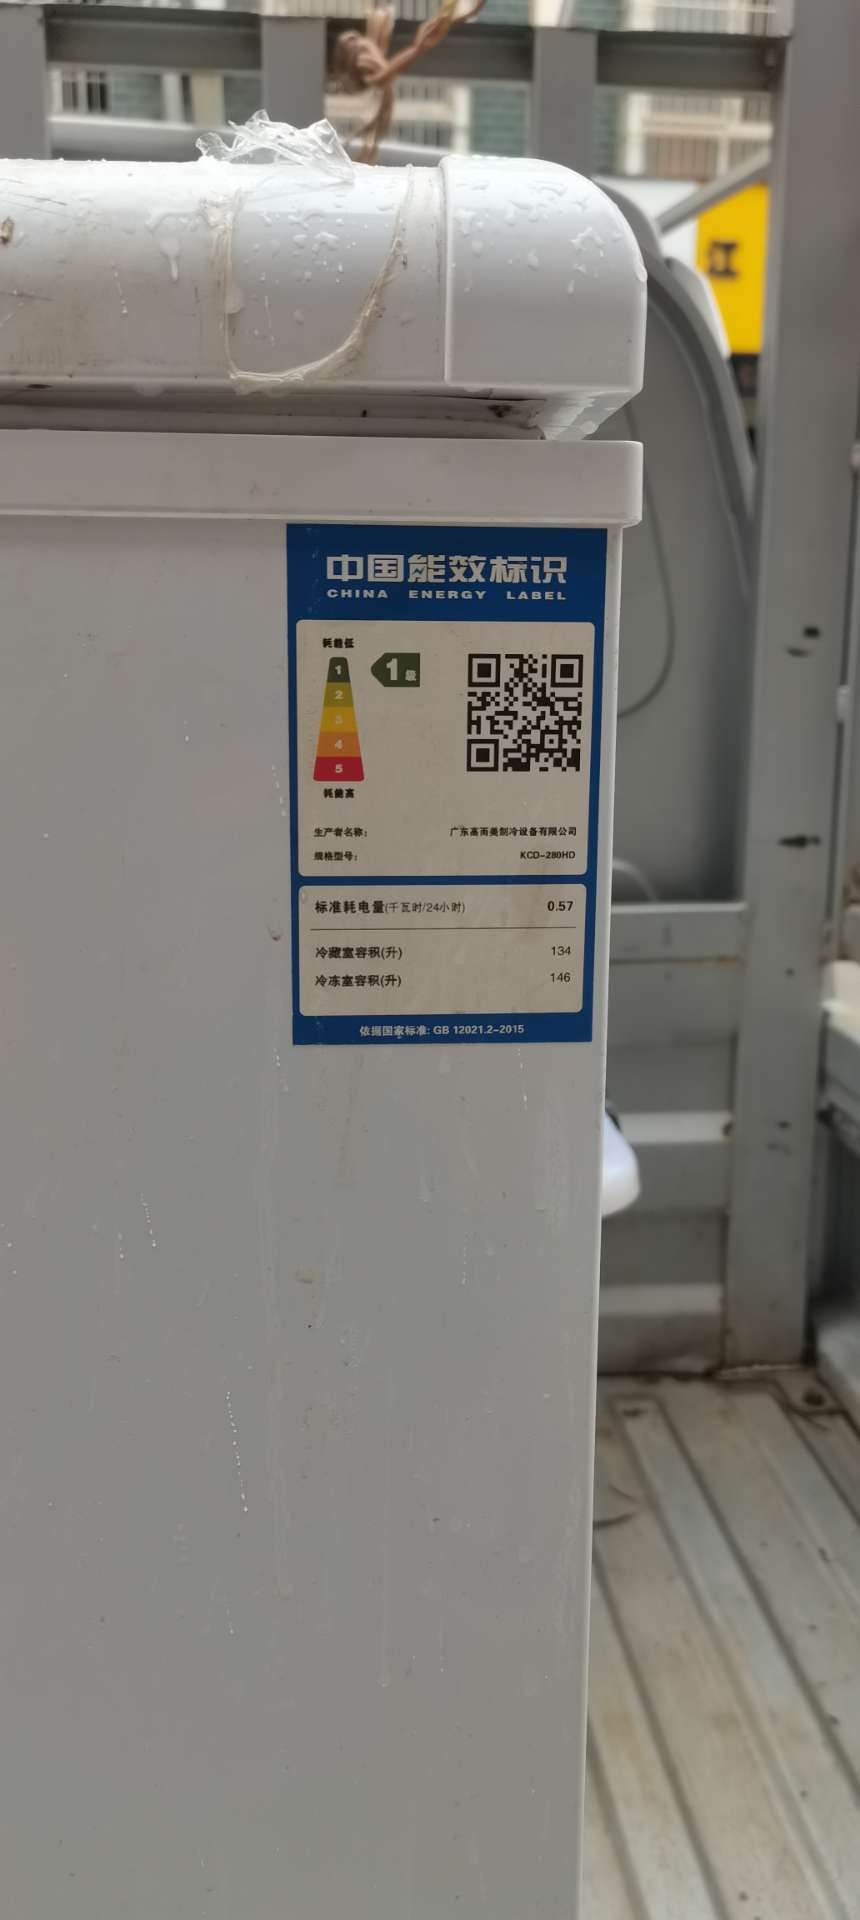 江
中国能效标识
CHINA ENERGY LABEL
耗能低
1
1级
2
3
4
5
耗能高
生产者名称: 广东高而美制冷设备有限公司
规格型号: KCD-280HD
标准耗电量(千瓦时/24小时) 0.57
冷藏室容积(升) 134
冷冻室容积(升) 146
依据国家标准: GB 12021.2-2015